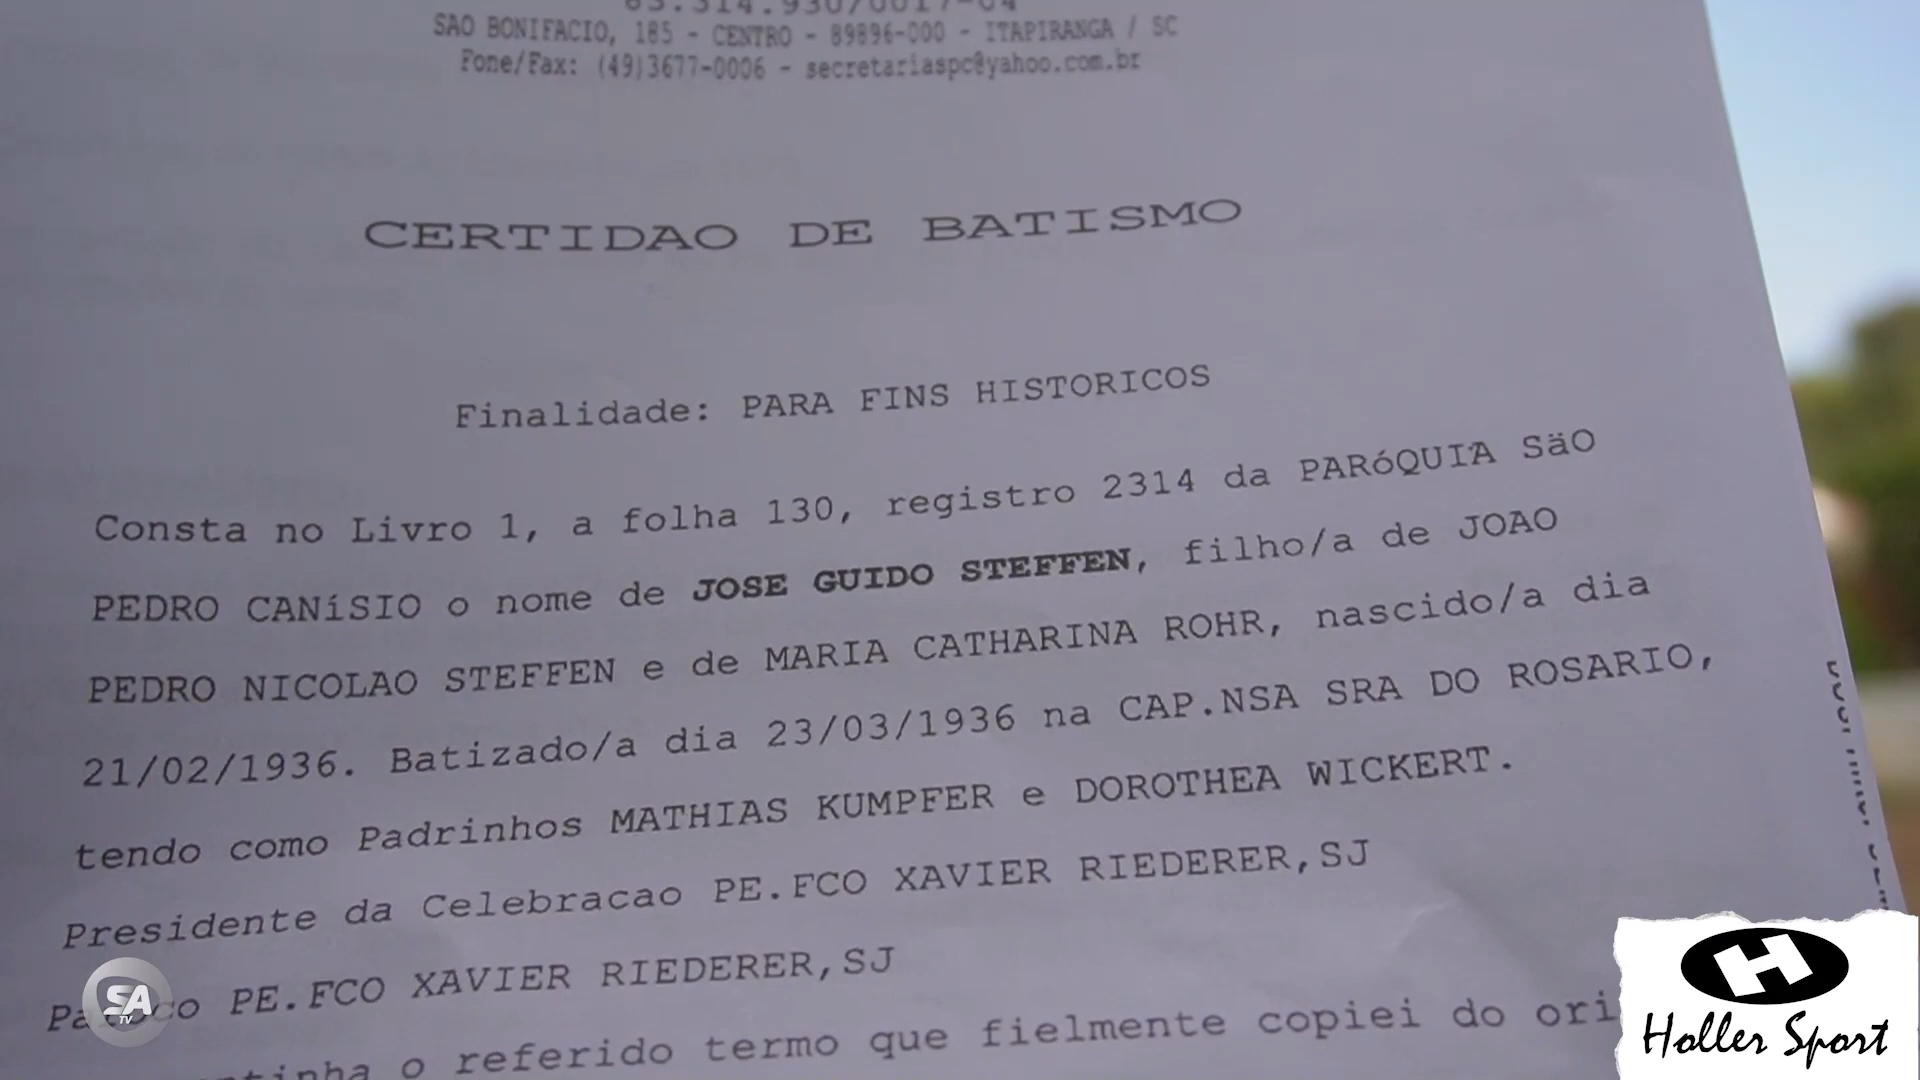 SAO BONIFACIO, 185 - CENTRO - 89896-000 - ITAPIRANGA / SC
Fone/Fax: (49)3677-0006 - secretariaspc@yahoo.com.br
CERTIDAO DE BATISMO
Finalidade: PARA FINS HISTORICOS
Consta no Livro 1, a folha 130, registro 2314 da PARóQUIA SäO
PEDRO CANíSIO o nome de JOSE GUIDO STEFFEN, filho/a de JOAO
PEDRO NICOLAO STEFFEN e de MARIA CATHARINA ROHR, nascido/a dia
21/02/1936. Batizado/a dia 23/03/1936 na CAP.NSA SRA DO ROSARIO,
tendo como Padrinhos MATHIAS KUMPFER e DOROTHEA WICKERT.
Presidente da Celebracao PE.FCO XAVIER RIEDERER,SJ
PE.FCO XAVIER RIEDERER,SJ
o referido termo que fielmente copiei do ori
SA
TV
H
Holler Sport